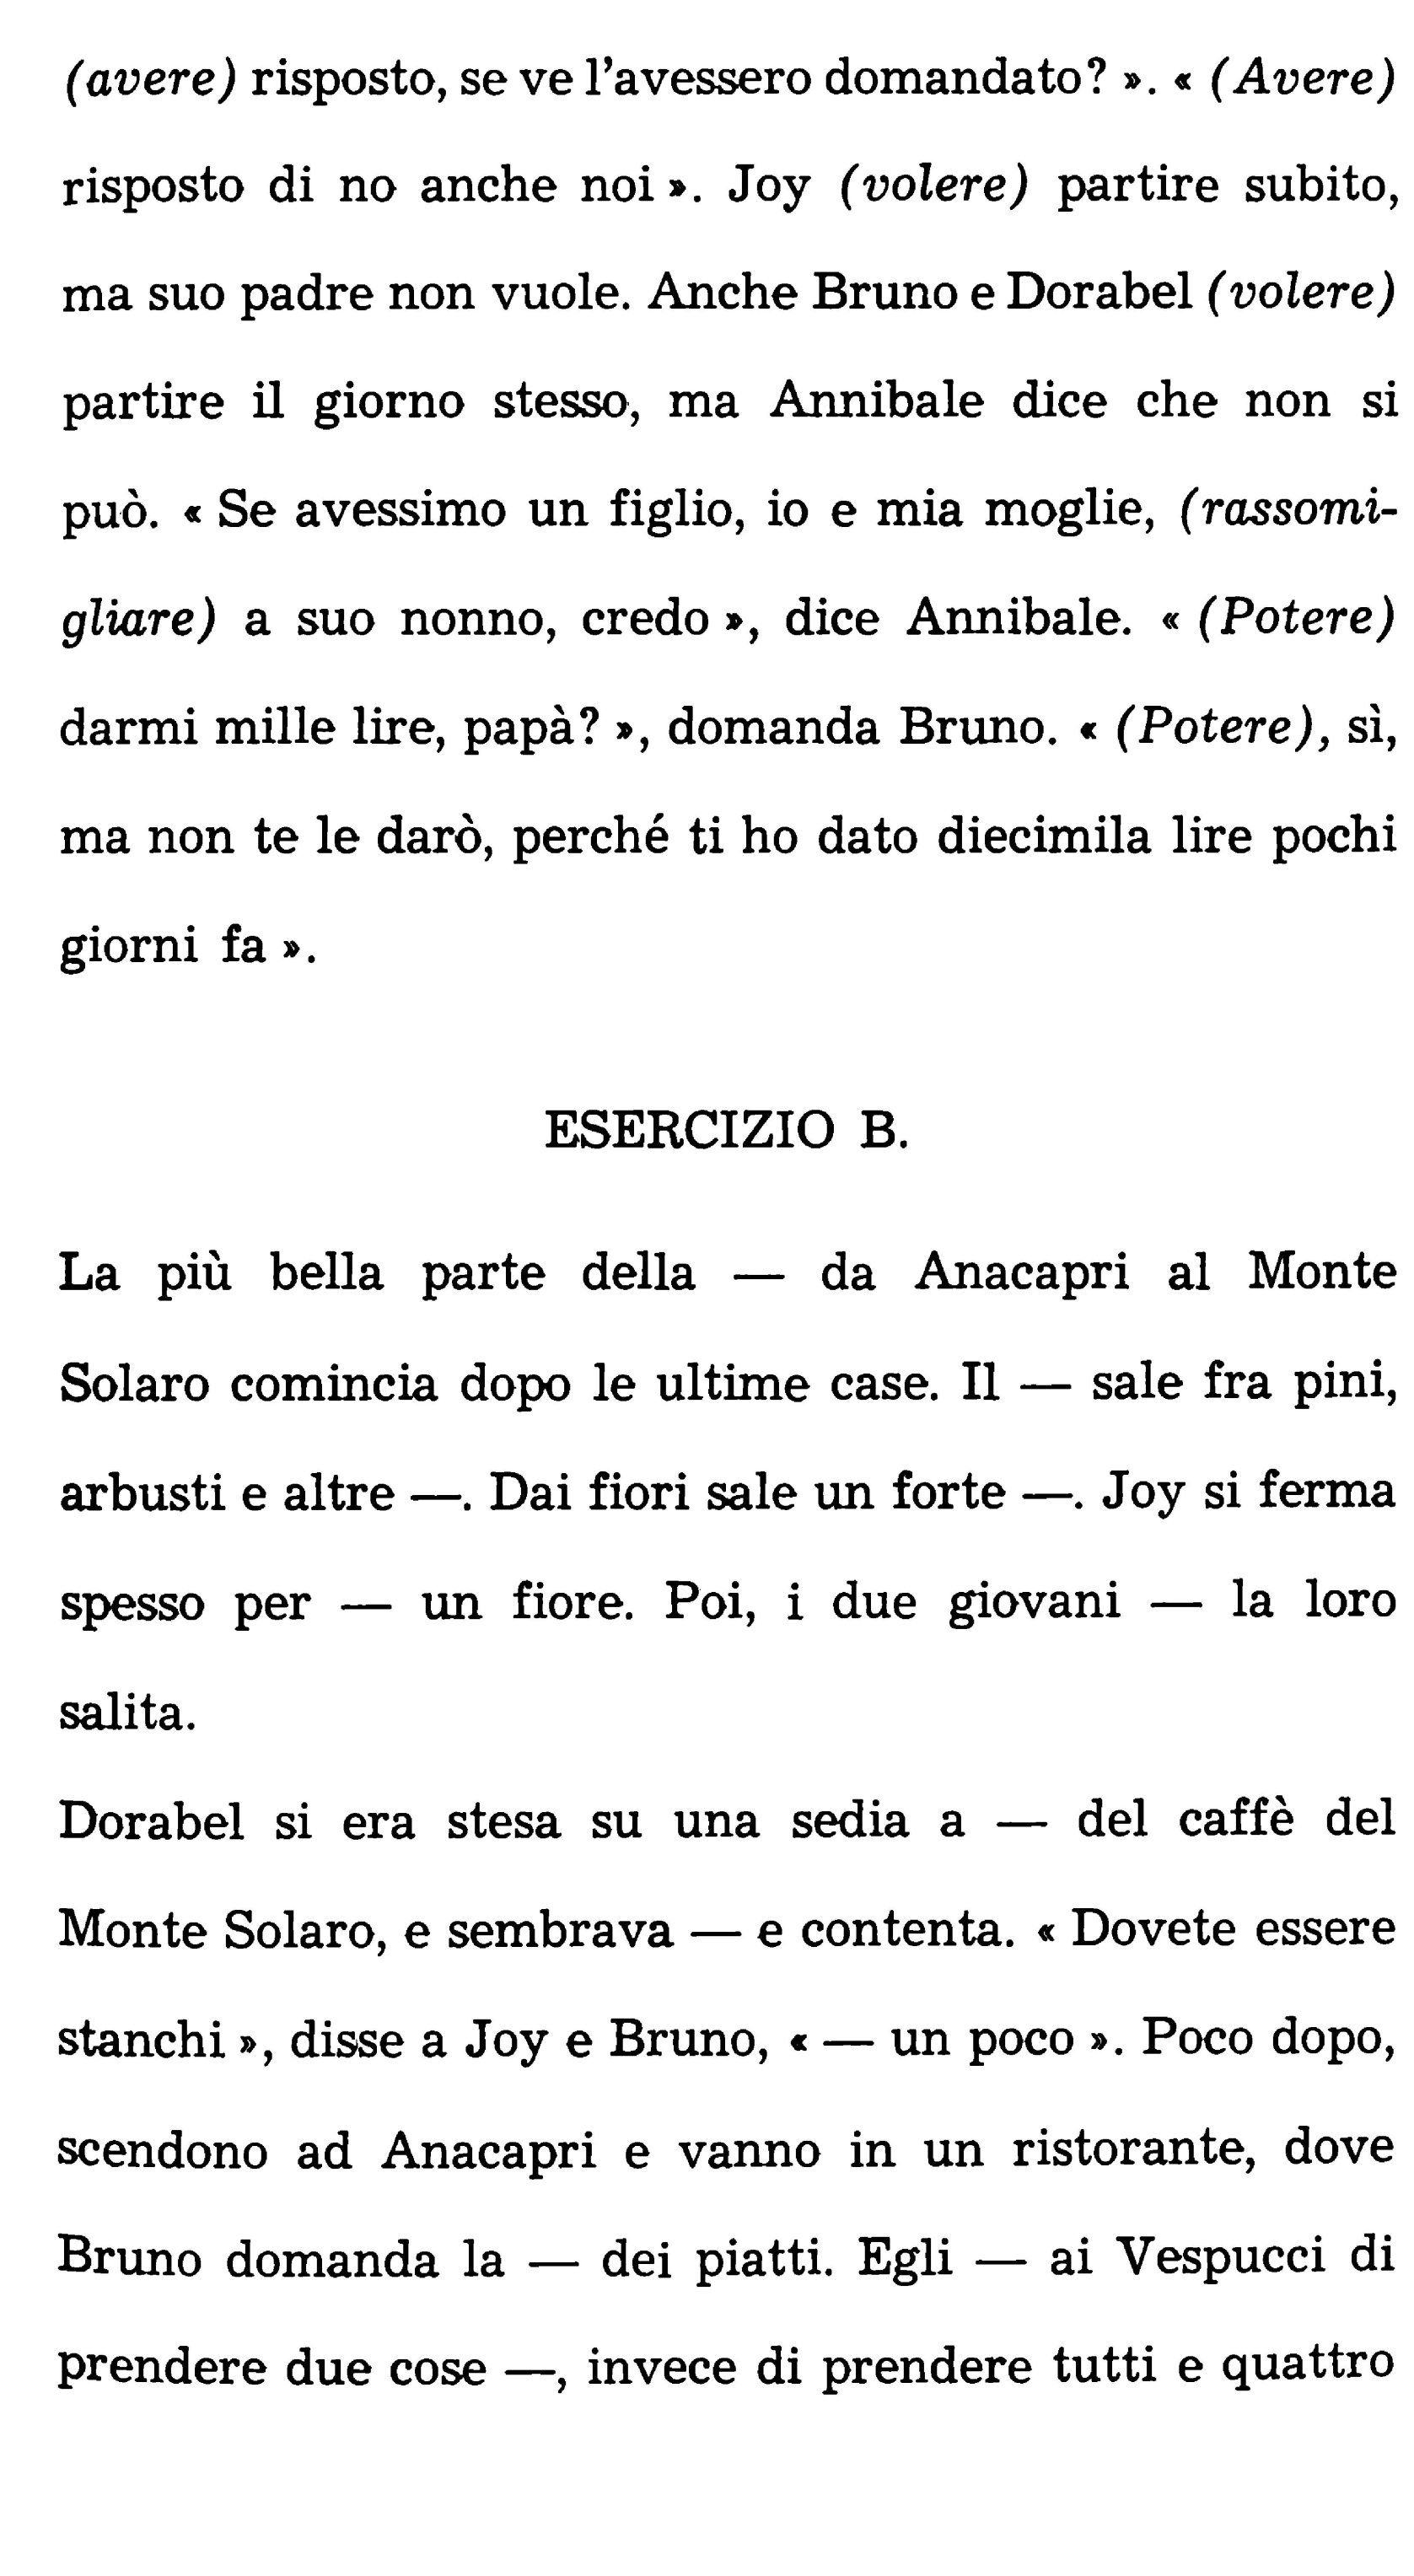 (avere) risposto, se ve l'avessero domandato? ». « (Avere)
risposto di no anche noi ». Joy (volere) partire subito,
ma suo padre non vuole. Anche Bruno e Dorabel (volere)
partire il giorno stesso, ma Annibale dice che non si
può. « Se avessimo un figlio, io e mia moglie, (rassomi-
gliare) a suo nonno, credo », dice Annibale. « (Potere)
darmi mille lire, papà? », domanda Bruno. « (Potere), sì,
ma non te le darò, perché ti ho dato diecimila lire pochi
giorni fa ».
ESERCIZIO B.
La più bella parte della — da Anacapri al Monte
Solaro comincia dopo le ultime case. Il — sale fra pini,
arbusti e altre —. Dai fiori sale un forte —. Joy si ferma
spesso per — un fiore. Poi, i due giovani — la loro
salita.
Dorabel si era stesa su una sedia a — del caffè del
Monte Solaro, e sembrava — e contenta. « Dovete essere
stanchi », disse a Joy e Bruno, « — un poco ». Poco dopo,
scendono ad Anacapri e vanno in un ristorante, dove
Bruno domanda la — dei piatti. Egli — ai Vespucci di
prendere due cose —, invece di prendere tutti e quattro